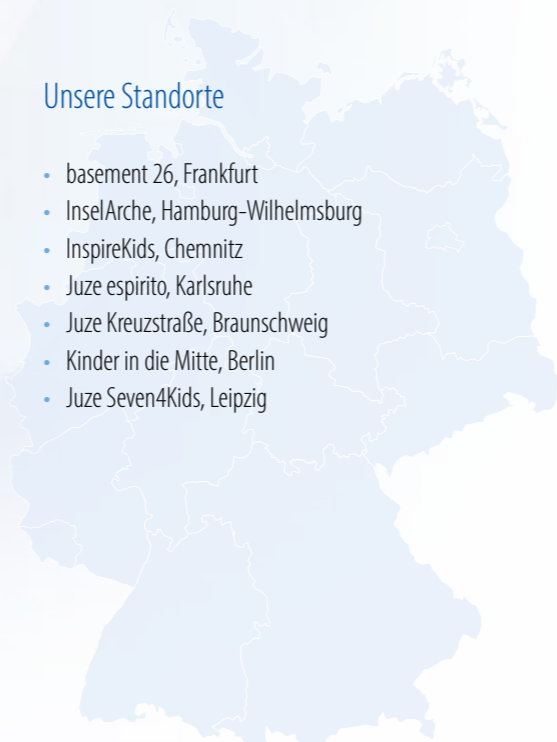 Unsere Standorte
• basement 26, Frankfurt
• InselArche, Hamburg-Wilhelmsburg
• InspireKids, Chemnitz
• Juze espirito, Karlsruhe
• Juze Kreuzstraße, Braunschweig
• Kinder in die Mitte, Berlin
• Juze Seven4Kids, Leipzig